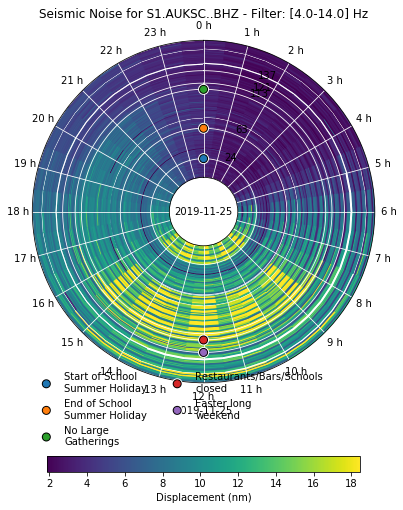 Seismic Noise for S1.AUKSC..BHZ - Filter: [4.0-14.0] Hz
0 h
23 h
1 h
22 h
2 h
21 h
3 h
20 h
4 h
19 h
5 h
18 h
6 h
17 h
7 h
16 h
8 h
15 h
9 h
14 h
10 h
13 h
11 h
12 h
63
24
2019-11-25
2019-11-25
Start of School
Summer Holiday
End of School
Summer Holiday
No Large
Gatherings
Restaurants/Bars/Schools
closed
Easter long
weekend
2 4 6 8 10 12 14 16 18
Displacement (nm)